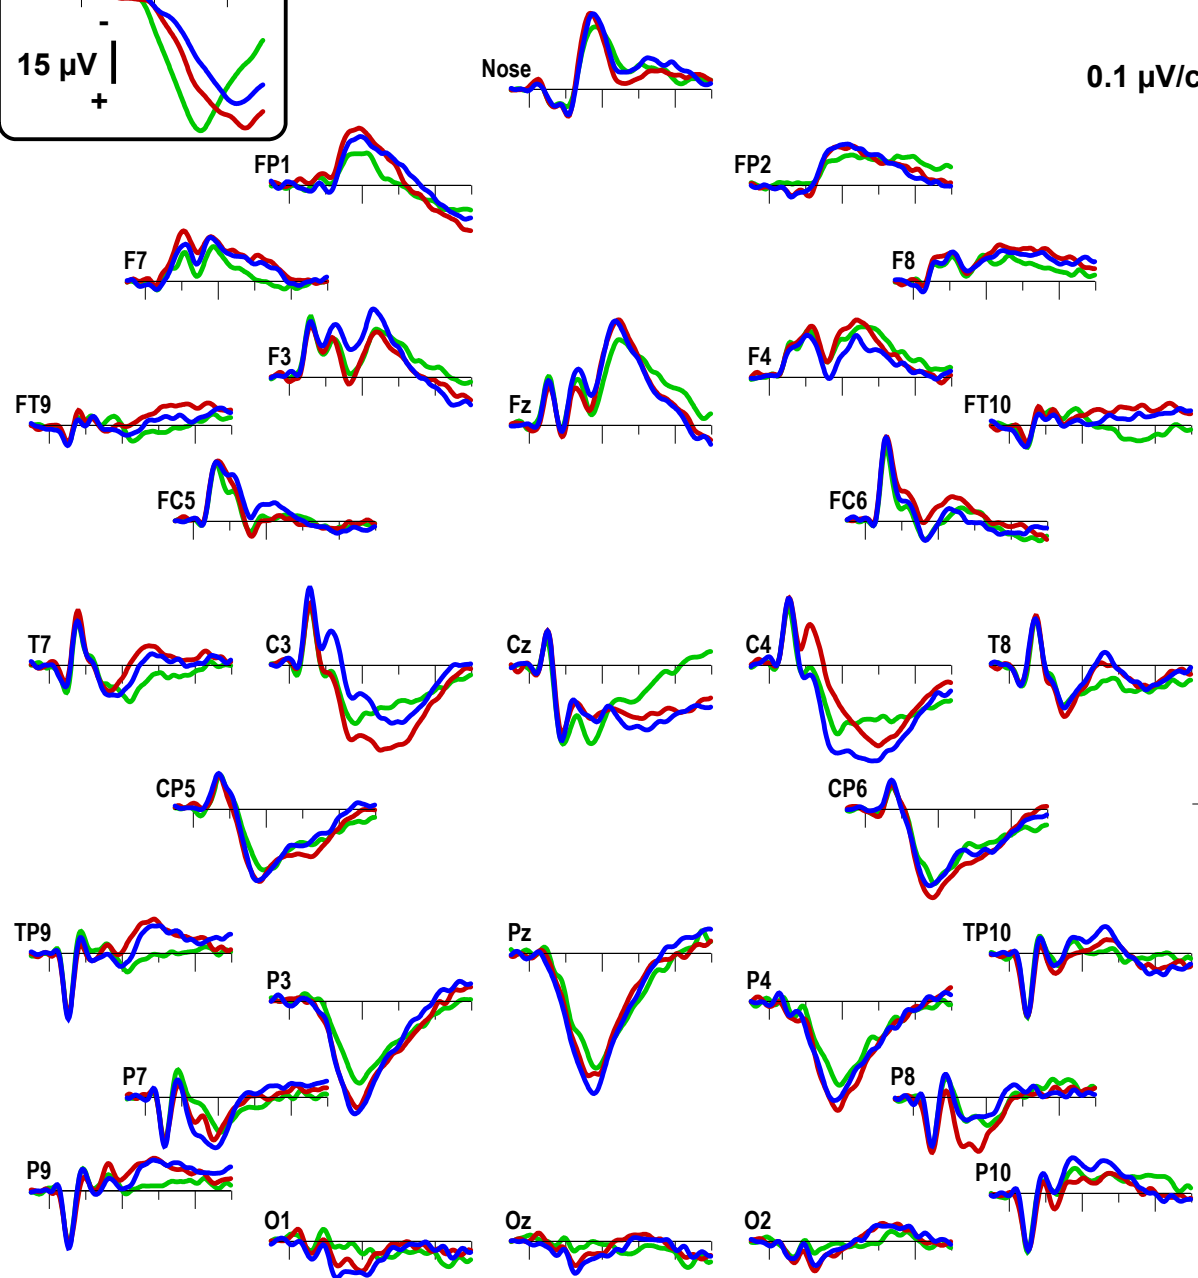 -
15 µV
+
Nose
0.1 µV/c
FP1
FP2
F7
F8
F3
F4
FT9
Fz
FT10
FC5
FC6
T7
C3
Cz
C4
T8
CP5
CP6
TP9
Pz
TP10
P3
P4
P7
P8
P9
P10
O1
Oz
O2